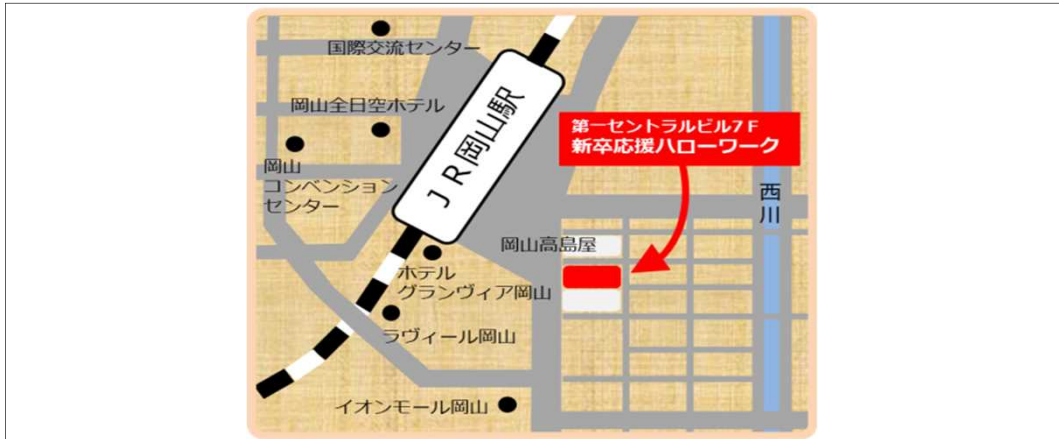 国際交流センター
岡山全日空ホテル
岡山
コンベンション
センター
ＪＲ岡山駅
第一セントラルビル7Ｆ
新卒応援ハローワーク
西川
岡山高島屋
ホテル
グランヴィア岡山
ラヴィール岡山
イオンモール岡山